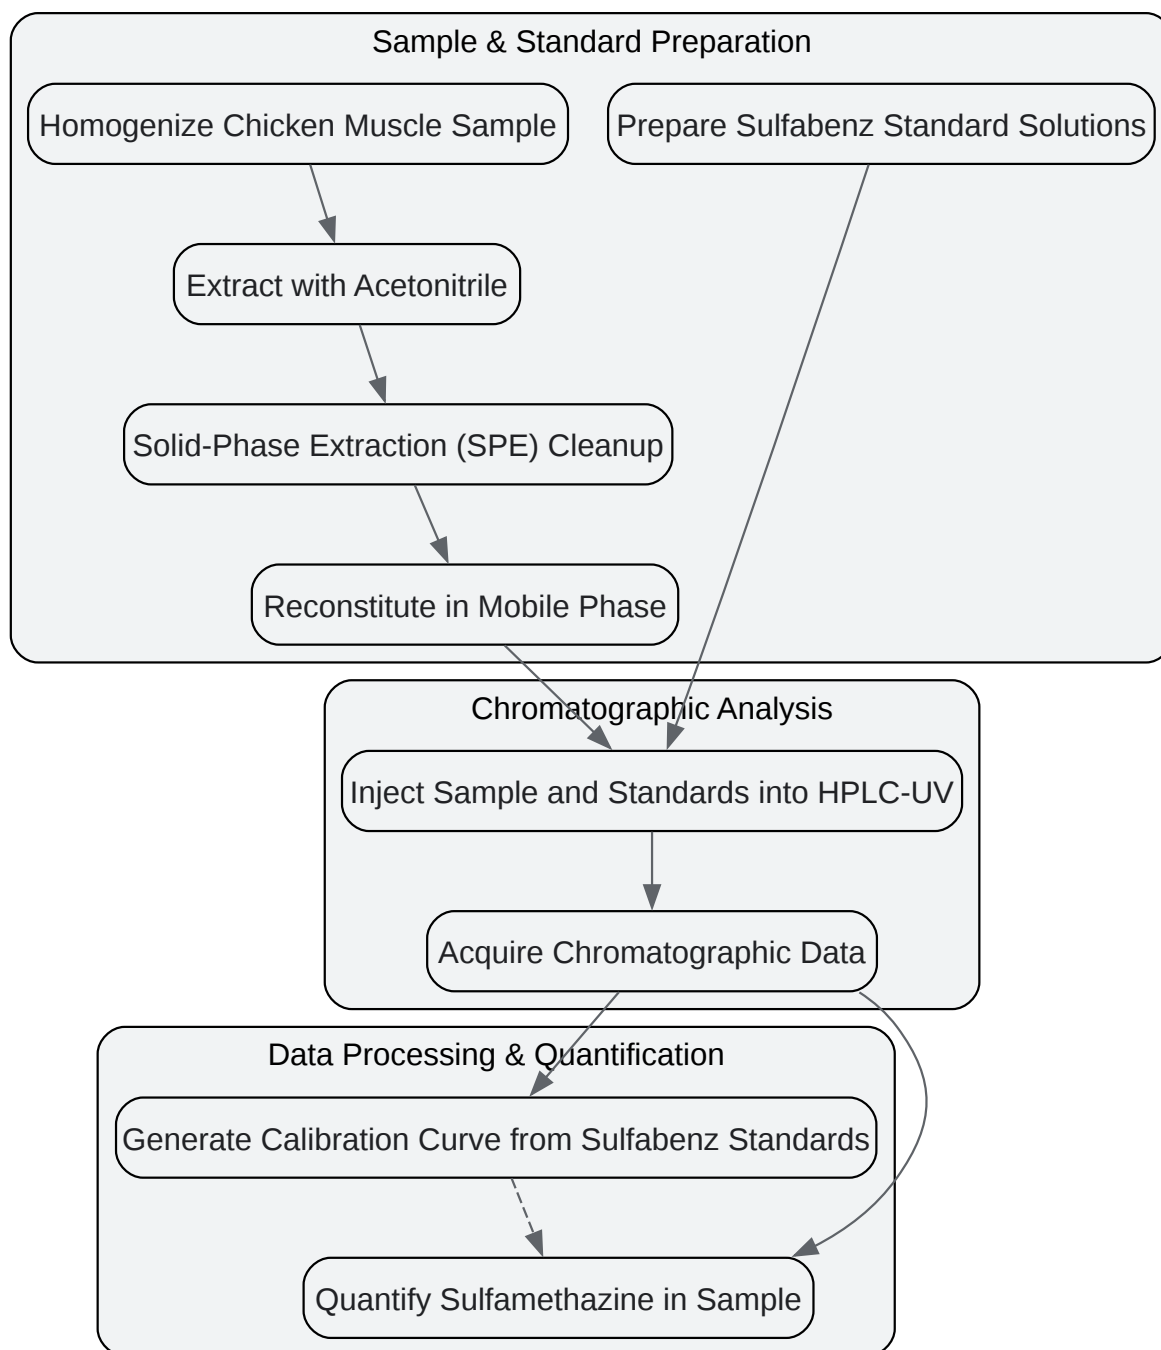 Sample & Standard Preparation
Homogenize Chicken Muscle Sample
Prepare Sulfabenz Standard Solutions
Extract with Acetonitrile
Solid-Phase Extraction (SPE) Cleanup
Reconstitute in Mobile Phase
Chromatographic Analysis
Inject Sample and Standards into HPLC-UV
Acquire Chromatographic Data
Data Processing & Quantification
Generate Calibration Curve from Sulfabenz Standards
Quantify Sulfamethazine in Sample